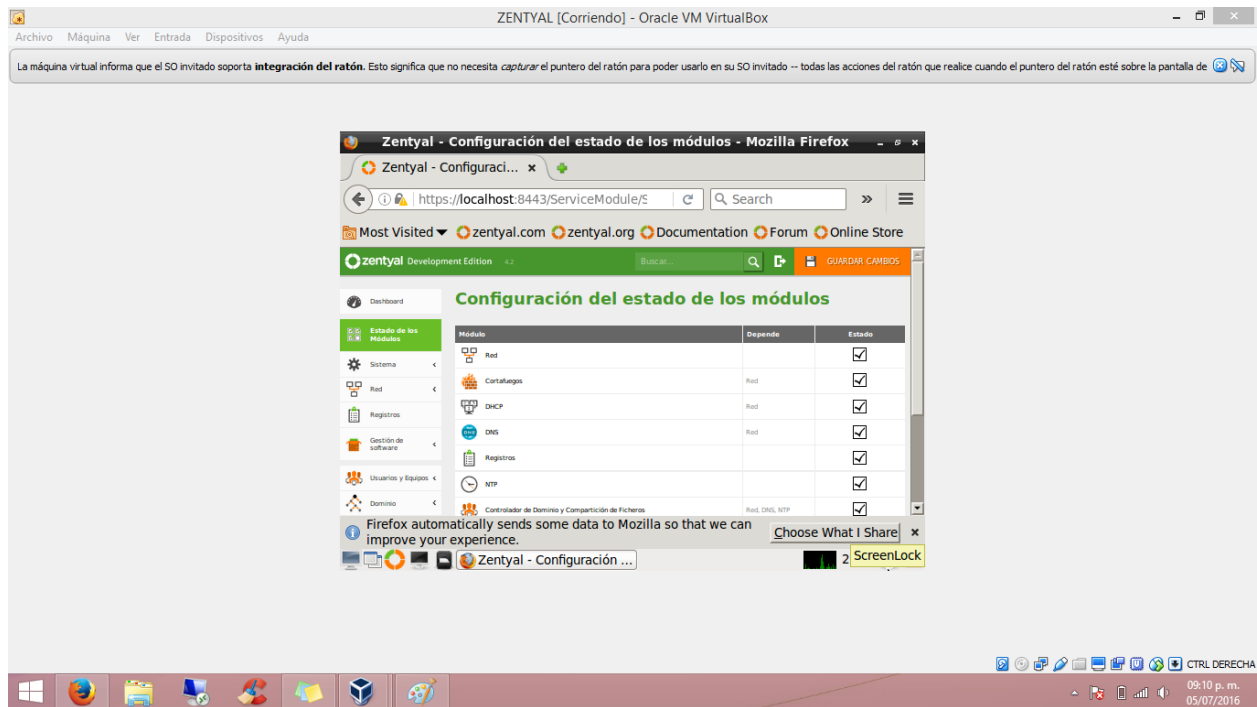 ZENTYAL [Corriendo] - Oracle VM VirtualBox
Archivo Máquina Ver Entrada Dispositivos Ayuda
La máquina virtual informa que el SO invitado soporta integración del ratón. Esto significa que no necesita capturar el puntero del ratón para poder usarlo en su SO invitado -- todas las acciones del ratón que realice cuando el puntero del ratón esté sobre la pantalla de
Zentyal - Configuración del estado de los módulos - Mozilla Firefox
Zentyal - Configuraci...
https://localhost:8443/ServiceModule/S
Search
Most Visited zentyal.com zentyal.org Documentation Forum Online Store
zentyal Development Edition 4.2
Buscar...
GUARDAR CAMBIOS
Dashboard
Estado de los Módulos
Sistema
Red
Registros
Gestión de software
Usuarios y Equipos
Dominio
Configuración del estado de los módulos
Módulo Depende Estado
Red
Cortafuegos Red
DHCP Red
DNS Red
Registros
NTP
Controlador de Dominio y Compartición de Ficheros Red, DNS, NTP
Firefox automatically sends some data to Mozilla so that we can improve your experience.
Choose What I Share
Zentyal - Configuración ...
2
ScreenLock
CTRL DERECHA
09:10 p. m.
05/07/2016